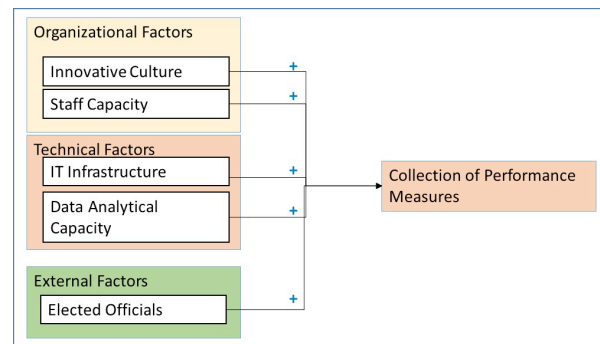 Organizational Factors
Innovative Culture
+
Staff Capacity
+
Technical Factors
IT Infrastructure
+
Data Analytical
Capacity
+
Collection of Performance
Measures
External Factors
Elected Officials
+